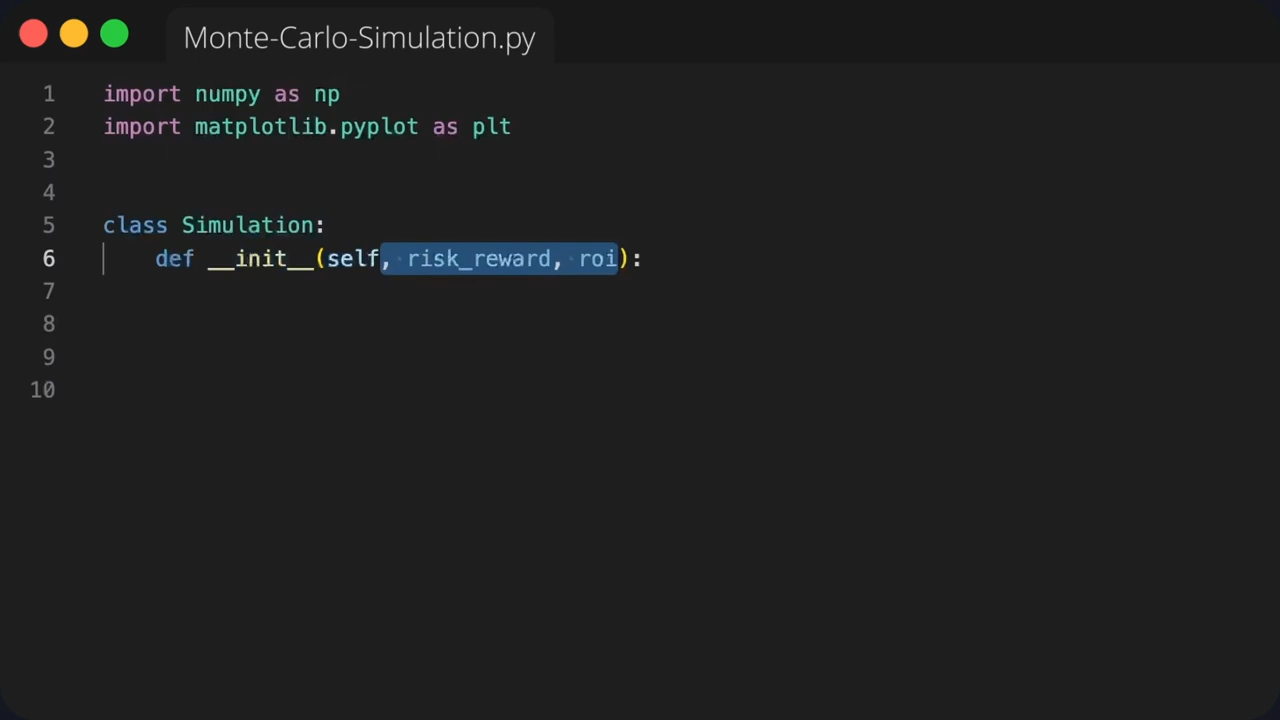 Monte-Carlo-Simulation.py
1 import numpy as np
2 import matplotlib.pyplot as plt
3
4
5 class Simulation:
6     def __init__(self, risk_reward, roi):
7
8
9
10